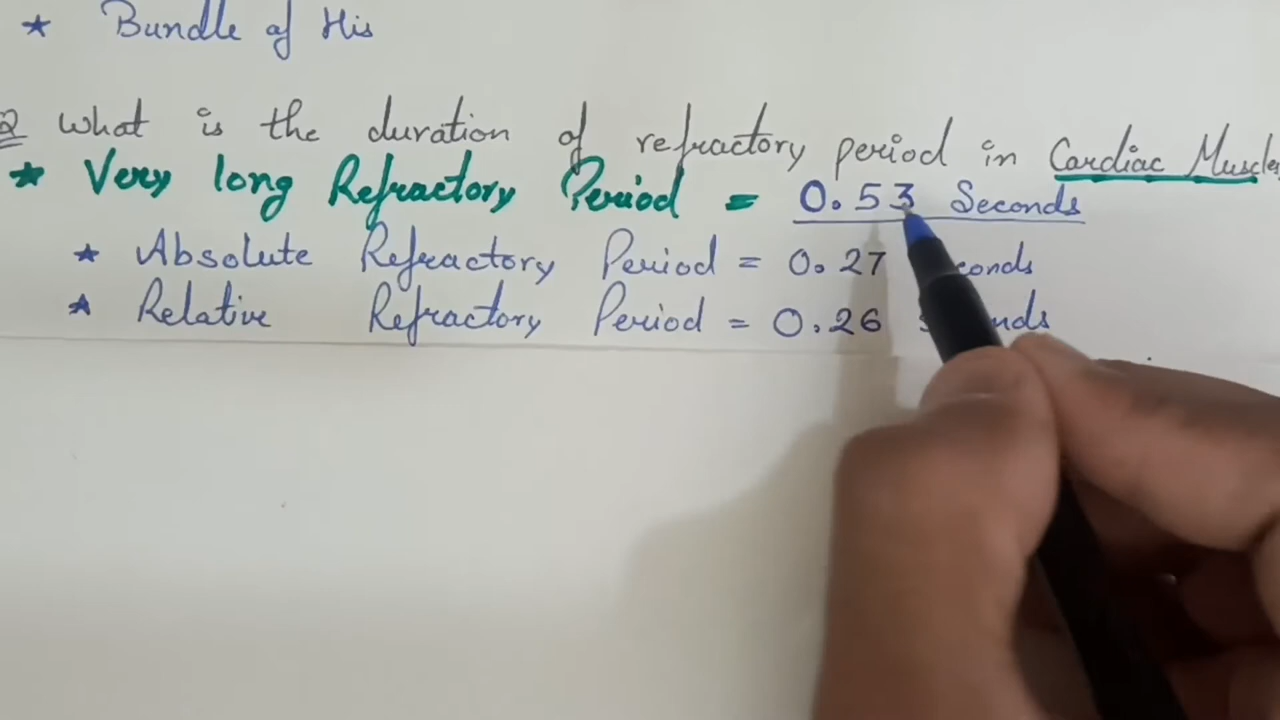 ★ Bundle of His
Q What is the duration of refractory period in Cardiac Muscles
★ Very long Refractory Period = 0.53 Seconds
★ Absolute Refractory Period = 0.27
★ Relative Refractory Period = 0.26